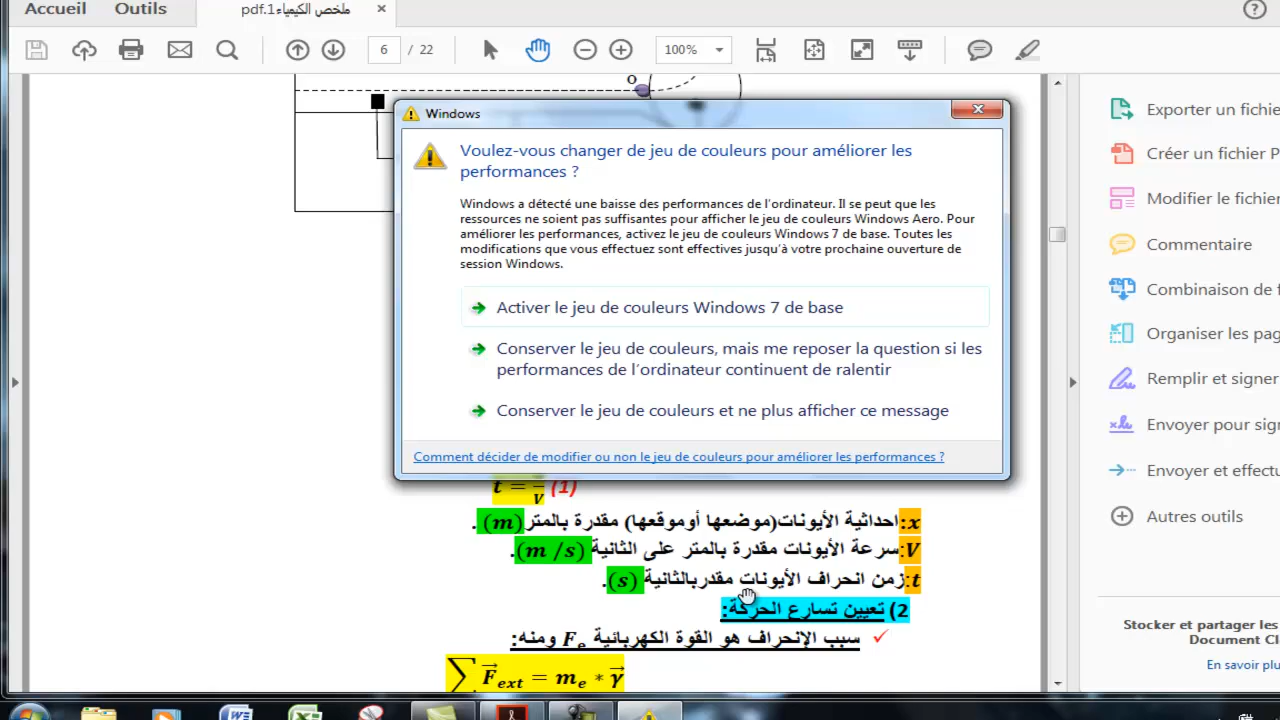 Accueil
Outils
ملخص الكيمياء1.pdf
6 / 22
100%
O
Windows
Voulez-vous changer de jeu de couleurs pour améliorer les
performances ?
Windows a détecté une baisse des performances de l'ordinateur. Il se peut que les
ressources ne soient pas suffisantes pour afficher le jeu de couleurs Windows Aero. Pour
améliorer les performances, activez le jeu de couleurs Windows 7 de base. Toutes les
modifications que vous effectuez sont effectives jusqu'à votre prochaine ouverture de
session Windows.
Activer le jeu de couleurs Windows 7 de base
Conserver le jeu de couleurs, mais me reposer la question si les
performances de l'ordinateur continuent de ralentir
Conserver le jeu de couleurs et ne plus afficher ce message
Comment décider de modifier ou non le jeu de couleurs pour améliorer les performances ?
t = /V (1)
x: احداثية الأيونات(موضعها أوموقعها) مقدرة بالمتر (m).
V: سرعة الأيونات مقدرة بالمتر على الثانية (m/s).
t: زمن انحراف الأيونات مقدربالثانية (s).
2) تعيين تسارع الحركة:
✓ سبب الإنحراف هو القوة الكهربائية Fe ومنه:
∑ F⃗ext = me * γ⃗
Exporter un fichie
Créer un fichier P
Modifier le fichier
Commentaire
Combinaison de f
Organiser les pag
Remplir et signer
Envoyer pour sign
Envoyer et effectu
Autres outils
Stocker et partager les
Document Cl
En savoir plu